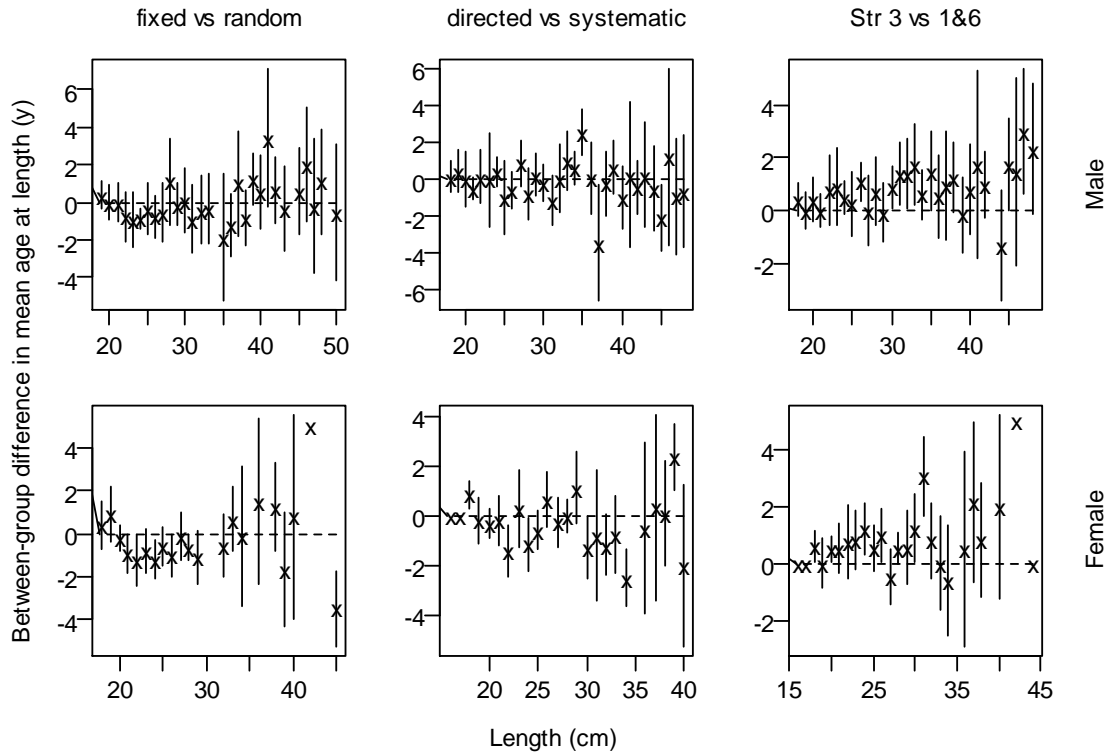 fixed vs random directed vs systematic Str 3 vs 1&6
6 4 2 0 -2 -4
20 30 40 50
6 4 2 0 -2 -4 -6
20 30 40
4 2 0 -2
20 30 40
Male
4 2 0 -2 -4
20 30 40
4 2 0 -2 -4
20 25 30 35 40
4 2 0 -2
15 25 35 45
Female
Between-group difference in mean age at length (y)
Length (cm)